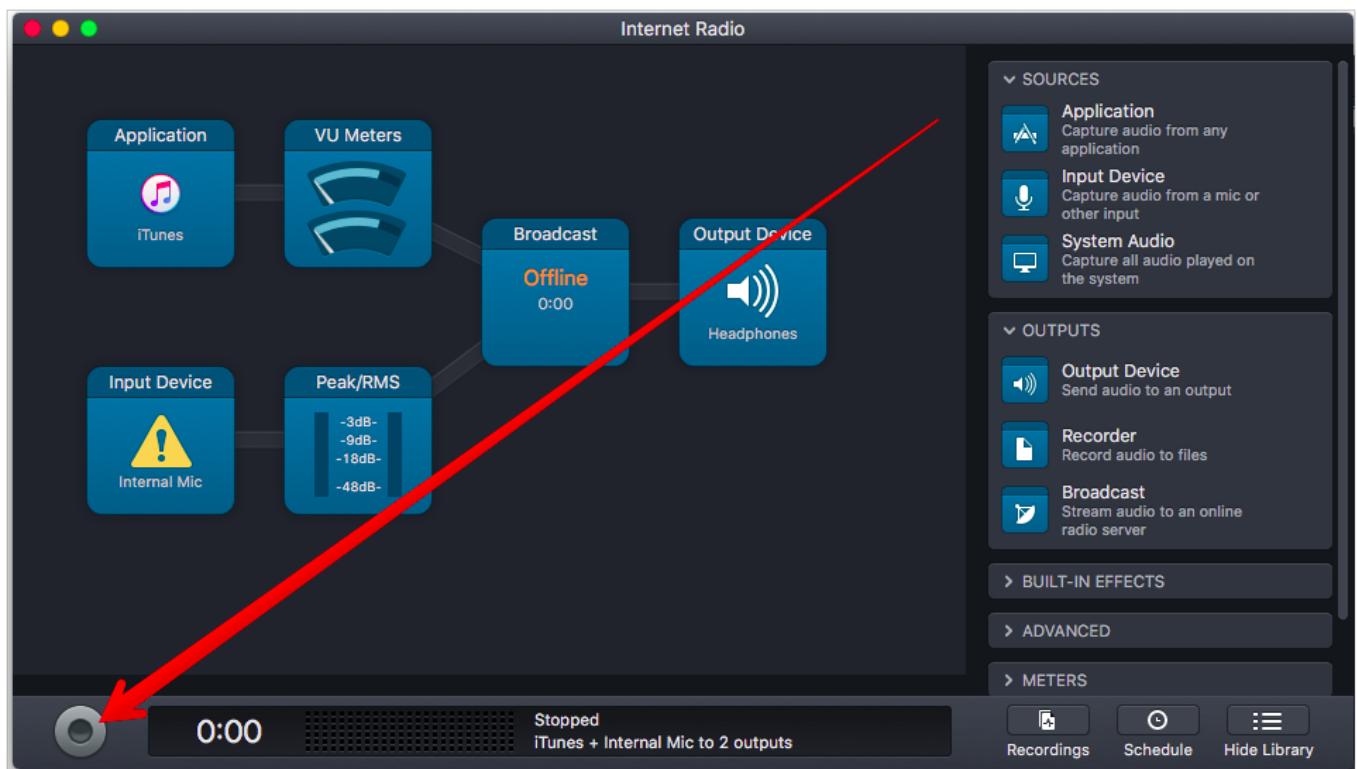 Internet Radio
Application
iTunes
VU Meters
Broadcast
Offline
0:00
Output Device
Headphones
Input Device
Internal Mic
Peak/RMS
-3dB-
-9dB-
-18dB-
-48dB-
SOURCES
Application
Capture audio from any
application
Input Device
Capture audio from a mic or
other input
System Audio
Capture all audio played on
the system
OUTPUTS
Output Device
Send audio to an output
Recorder
Record audio to files
Broadcast
Stream audio to an online
radio server
BUILT-IN EFFECTS
ADVANCED
METERS
0:00
Stopped
iTunes + Internal Mic to 2 outputs
Recordings
Schedule
Hide Library